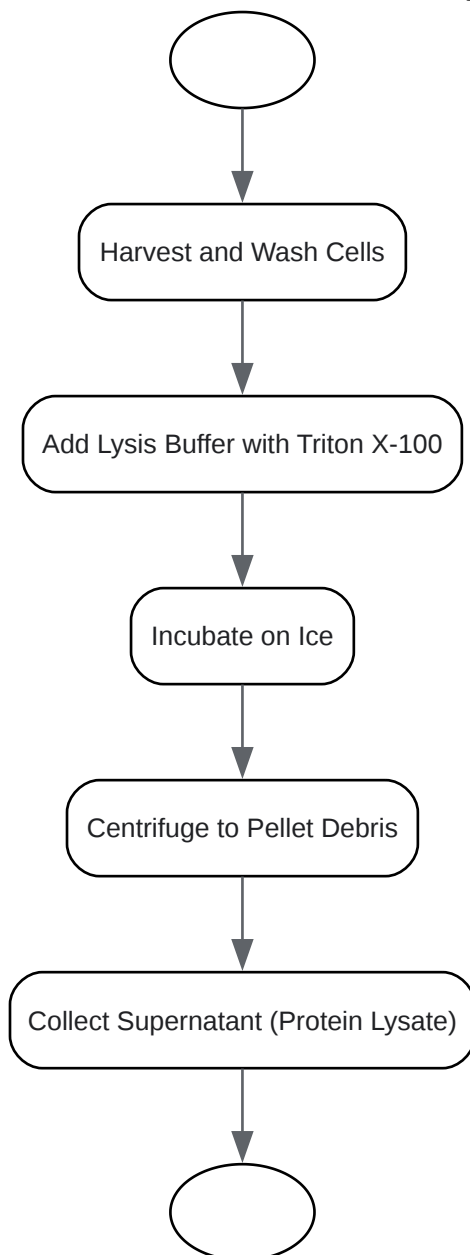 Harvest and Wash Cells
Add Lysis Buffer with Triton X-100
Incubate on Ice
Centrifuge to Pellet Debris
Collect Supernatant (Protein Lysate)